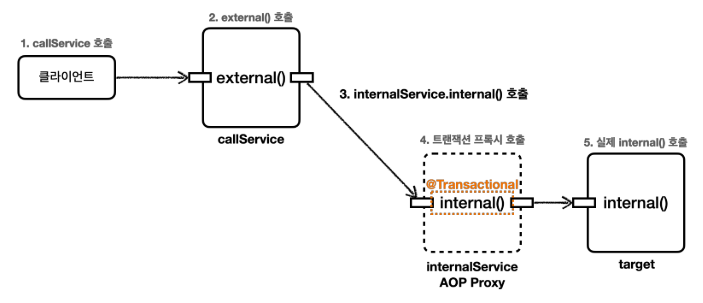 1. callService 호출
클라이언트
2. external() 호출
external()
callService
3. internalService.internal() 호출
4. 트랜잭션 프록시 호출
@Transactional
internal()
internalService
AOP Proxy
5. 실제 internal() 호출
internal()
target